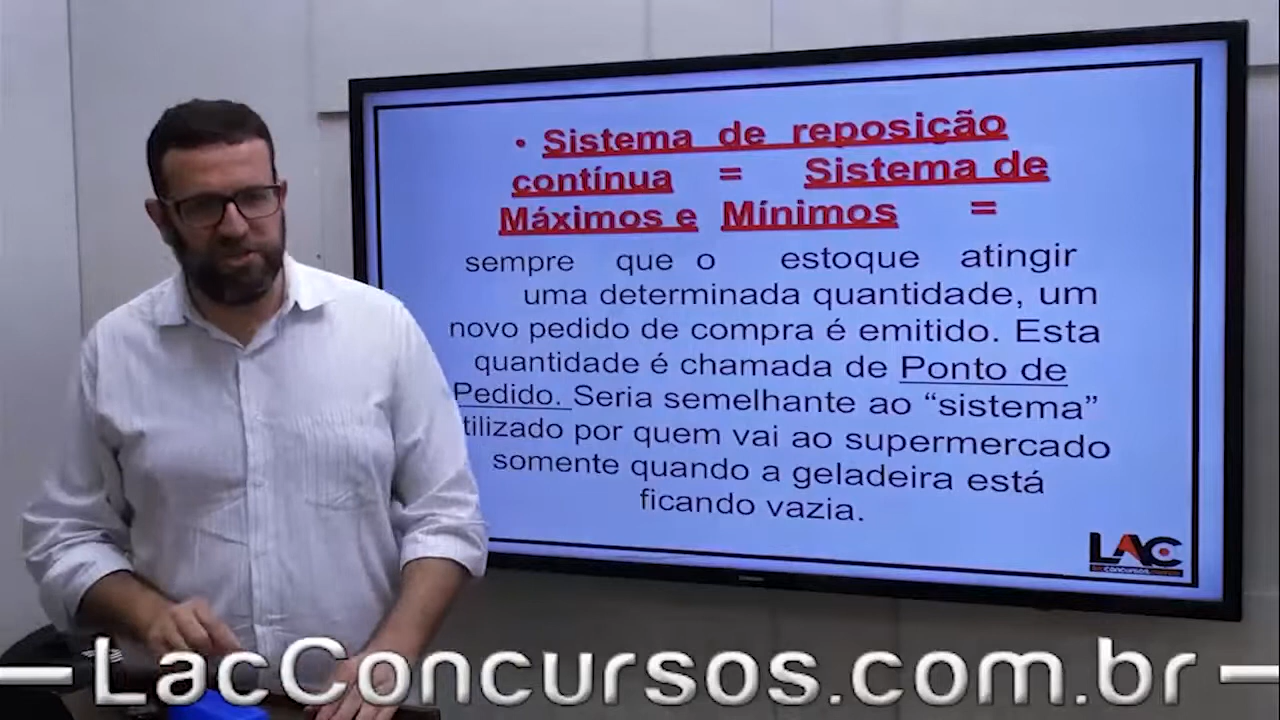 • Sistema de reposição
contínua = Sistema de
Máximos e Mínimos =
sempre que o estoque atingir
uma determinada quantidade, um
novo pedido de compra é emitido. Esta
quantidade é chamada de Ponto de
Pedido. Seria semelhante ao “sistema”
tilizado por quem vai ao supermercado
somente quando a geladeira está
ficando vazia.
LAC
LacConcursos.com.br